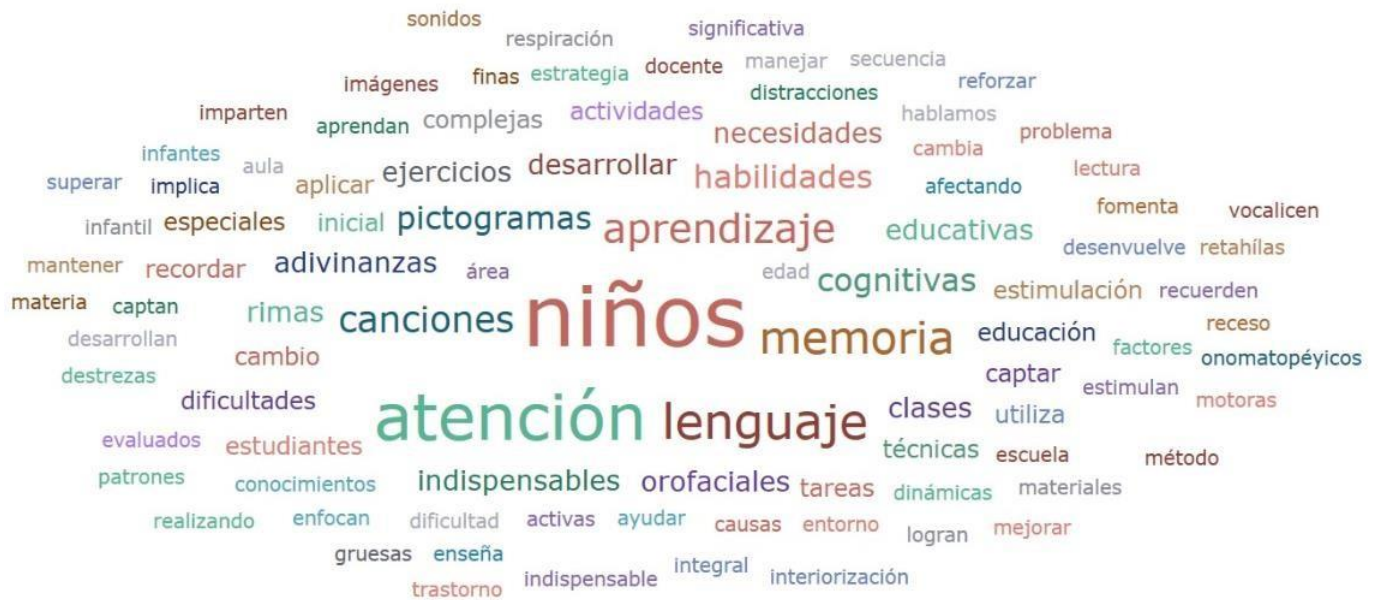 sonidos
respiración
significativa
imágenes
finas
estrategia
docente
manejar
secuencia
reforzar
distracciones
imparten
aprendan
complejas
actividades
necesidades
hablamos
problema
infantes
aula
ejercicios
desarrollar
habilidades
cambia
lectura
superar
implica
aplicar
afectando
infantil
especiales
inicial
pictogramas
aprendizaje
educativas
fomenta
vocalicen
desenvuelve
retahílas
mantener
recordar
adivinanzas
área
edad
cognitivas
estimulación
recuerden
materia
captan
rimas
canciones
niños
memoria
educación
receso
desarrollan
cambio
factores
onomatopéyicos
destrezas
captar
estimulan
motoras
dificultades
atención
lenguaje
clases
utiliza
evaluados
estudiantes
técnicas
escuela
método
patrones
conocimientos
indispensables
orofaciales
tareas
dinámicas
materiales
realizando
enfocan
dificultad
activas
ayudar
causas
entorno
logran
mejorar
gruesas
enseña
trastorno
indispensable
integral
interiorización